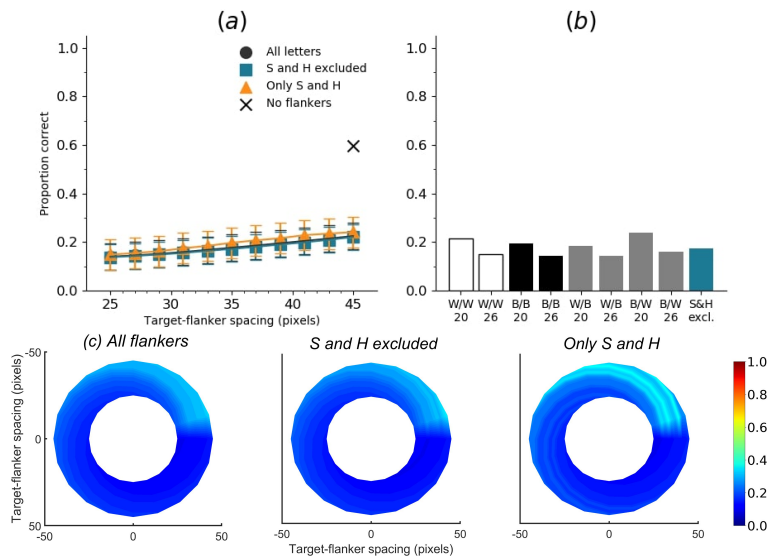 (a)
1.0
0.8
0.6
0.4
0.2
0.0
Proportion correct
All letters
S and H excluded
Only S and H
No flankers
25 30 35 40 45
Target-flanker spacing (pixels)
(b)
1.0
0.8
0.6
0.4
0.2
0.0
W/W W/W B/B B/B W/B W/B B/W B/W S&H
20 26 20 26 20 26 20 26 excl.
(c) All flankers
S and H excluded
Only S and H
-50
0
50
Target-flanker spacing (pixels)
-50 0 50
-50 0 50
-50 0 50
Target-flanker spacing (pixels)
1.0
0.8
0.6
0.4
0.2
0.0